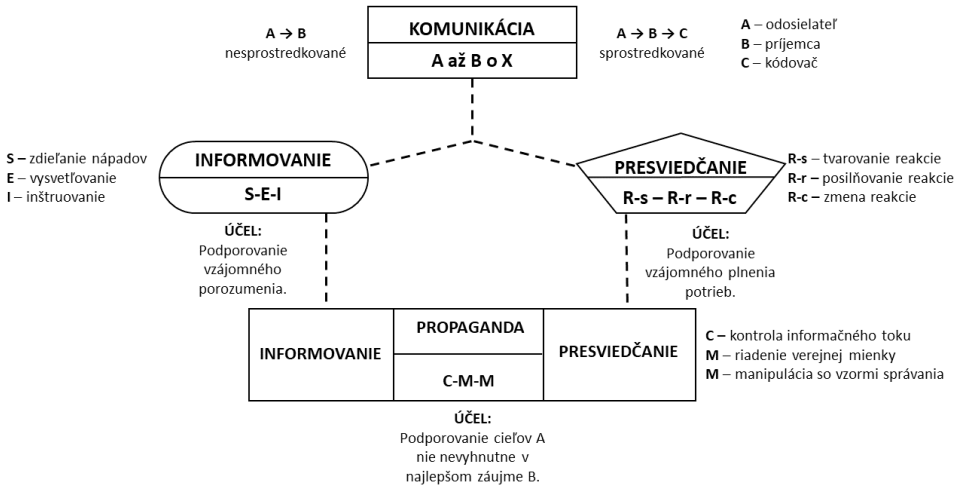 A → B
nesprostredkované
KOMUNIKÁCIA
A až B o X
A → B → C
sprostredkované
A – odosielateľ
B – príjemca
C – kódovač
S – zdieľanie nápadov
E – vysvetľovanie
I – inštruovanie
INFORMOVANIE
S-E-I
PRESVIEDČANIE
R-s – R-r – R-c
R-s – tvarovanie reakcie
R-r – posilňovanie reakcie
R-c – zmena reakcie
ÚČEL:
Podporovanie
vzájomného
porozumenia.
ÚČEL:
Podporovanie
vzájomného plnenia
potrieb.
INFORMOVANIE
PROPAGANDA
C-M-M
PRESVIEDČANIE
C – kontrola informačného toku
M – riadenie verejnej mienky
M – manipulácia so vzormi správania
ÚČEL:
Podporovanie cieľov A
nie nevyhnutne v
najlepšom záujme B.